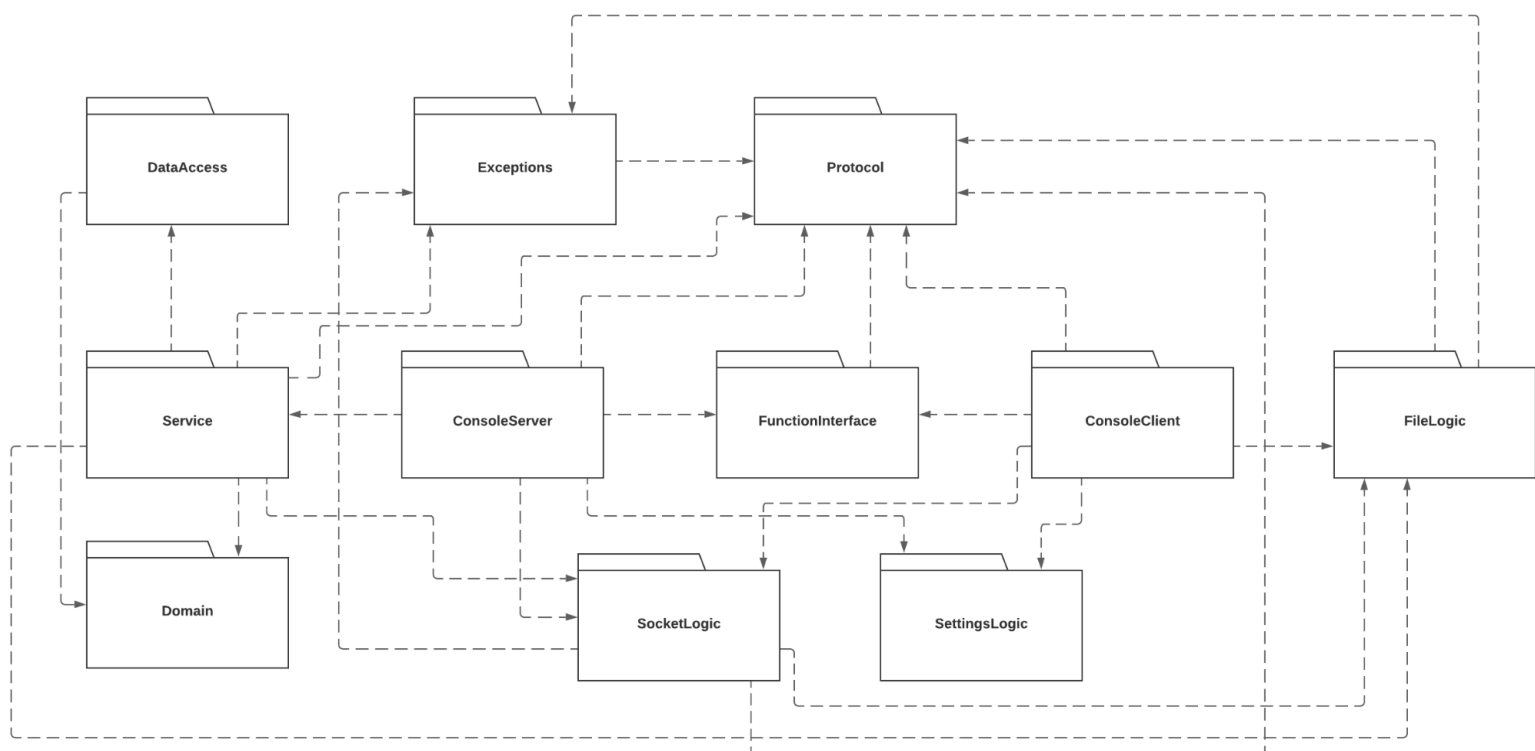 DataAccess
Exceptions
Protocol
Service
ConsoleServer
FunctionInterface
ConsoleClient
FileLogic
Domain
SocketLogic
SettingsLogic